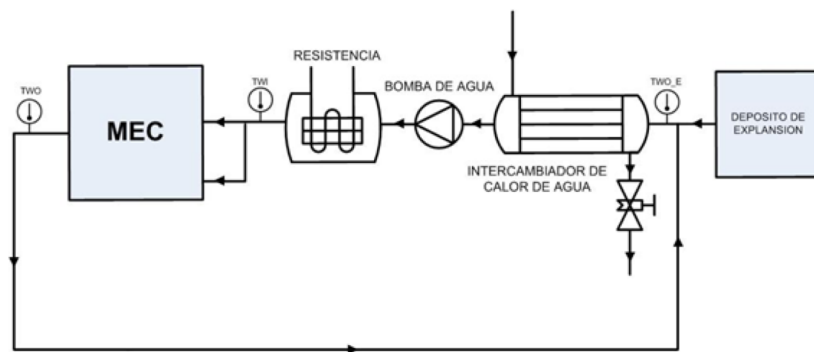 RESISTENCIA
TWO
TWI
BOMBA DE AGUA
TWO_E
MEC
DEPOSITO DE
EXPLANSION
INTERCAMBIADOR DE
CALOR DE AGUA